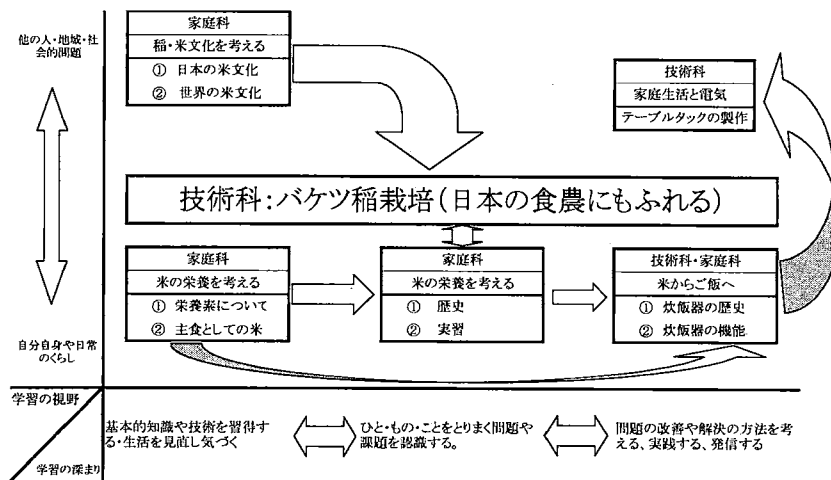 他の人・地域・社
会的問題
家庭科
稲・米文化を考える
① 日本の米文化
② 世界の米文化
技術科
家庭生活と電気
テーブルタックの製作
技術科：バケツ稲栽培（日本の食農にもふれる）
家庭科
米の栄養を考える
① 栄養素について
② 主食としての米
家庭科
米の栄養を考える
① 歴史
② 実習
技術科・家庭科
米からご飯へ
① 炊飯器の歴史
② 炊飯器の機能
自分自身や日常
のくらし
学習の視野
学習の深まり
基本的知識や技術を習得す
る・生活を見直し気づく
ひと・もの・ことをとりまく問題や
課題を認識する。
問題の改善や解決の方法を考
える、実践する、発信する